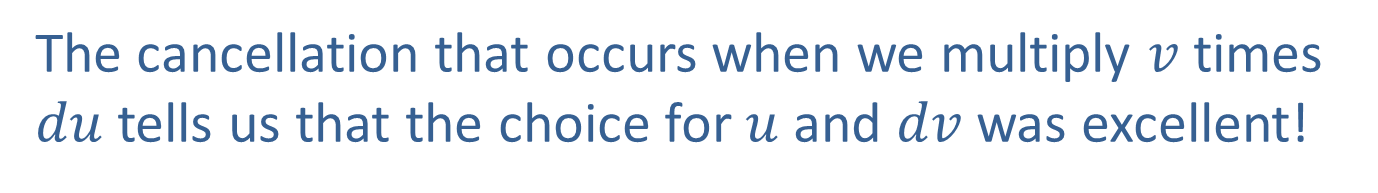 The cancellation that occurs when we multiply 𝑣 times
𝑑𝑢 tells us that the choice for 𝑢 and 𝑑𝑣 was excellent!